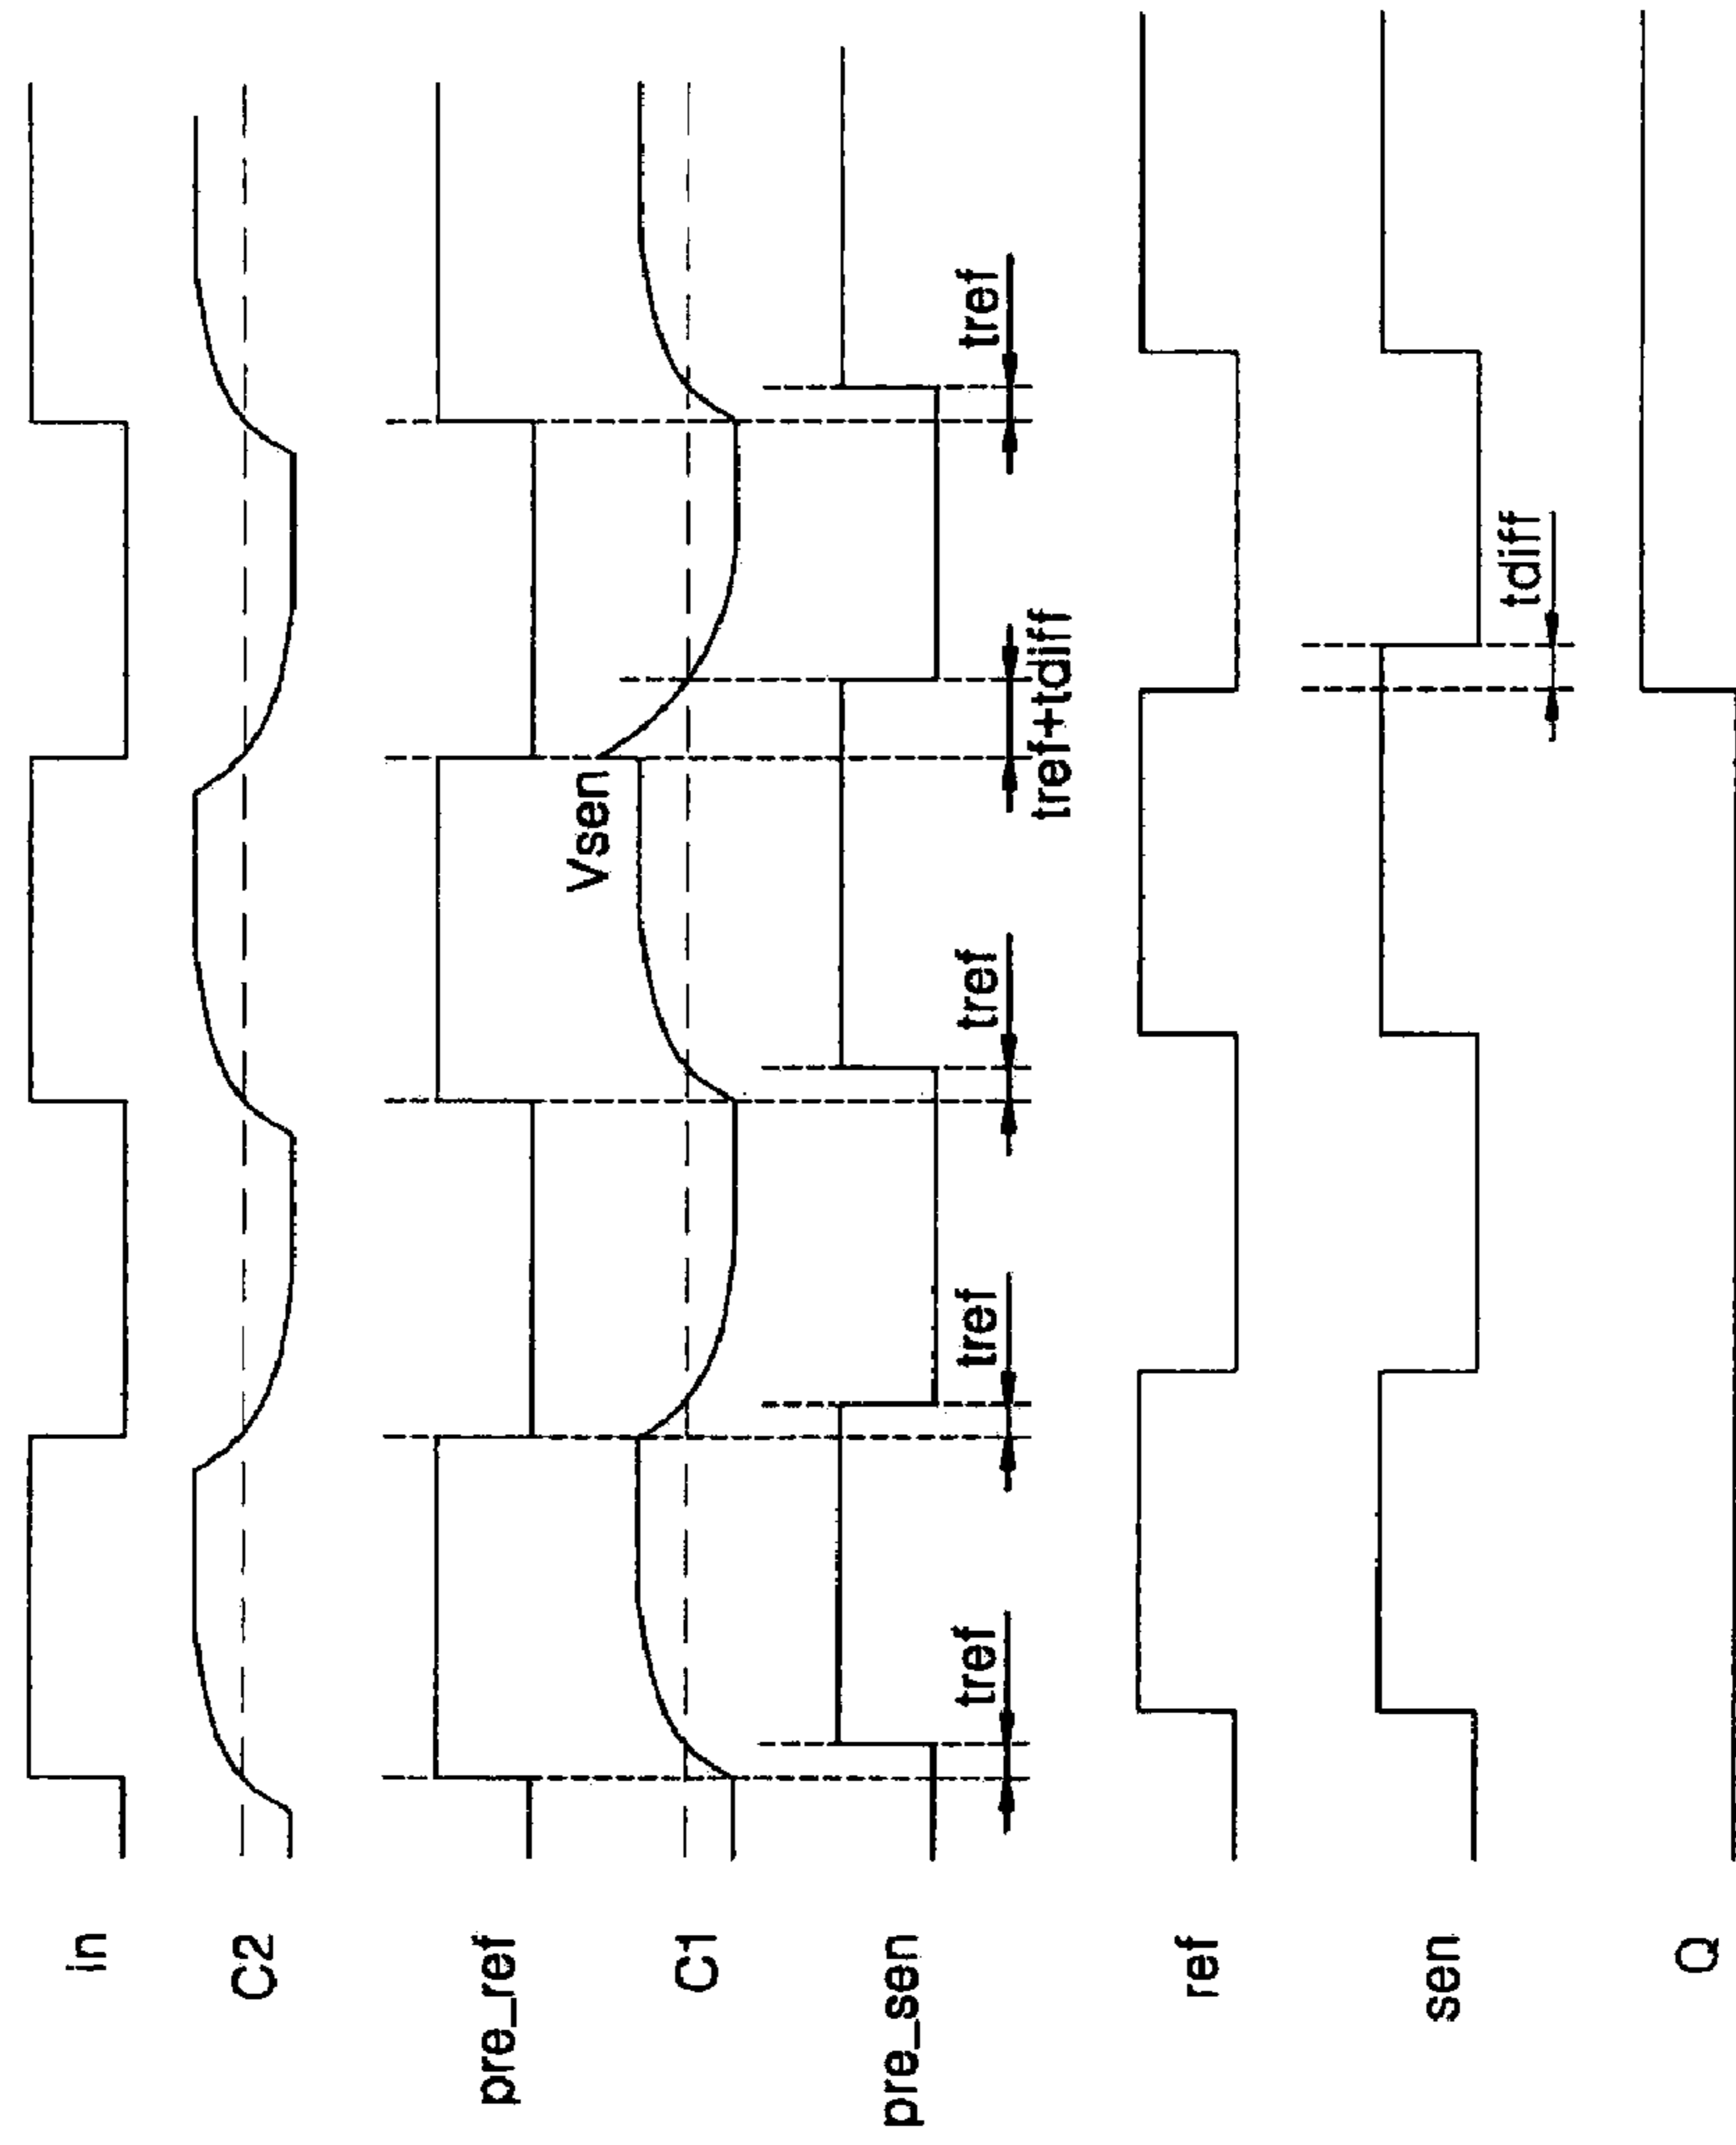 in
C2
pre_ref
C1
Vsen
pre_sen
tref
tref
tref
tref+tdiff
tref
ref
sen
tdiff
Q